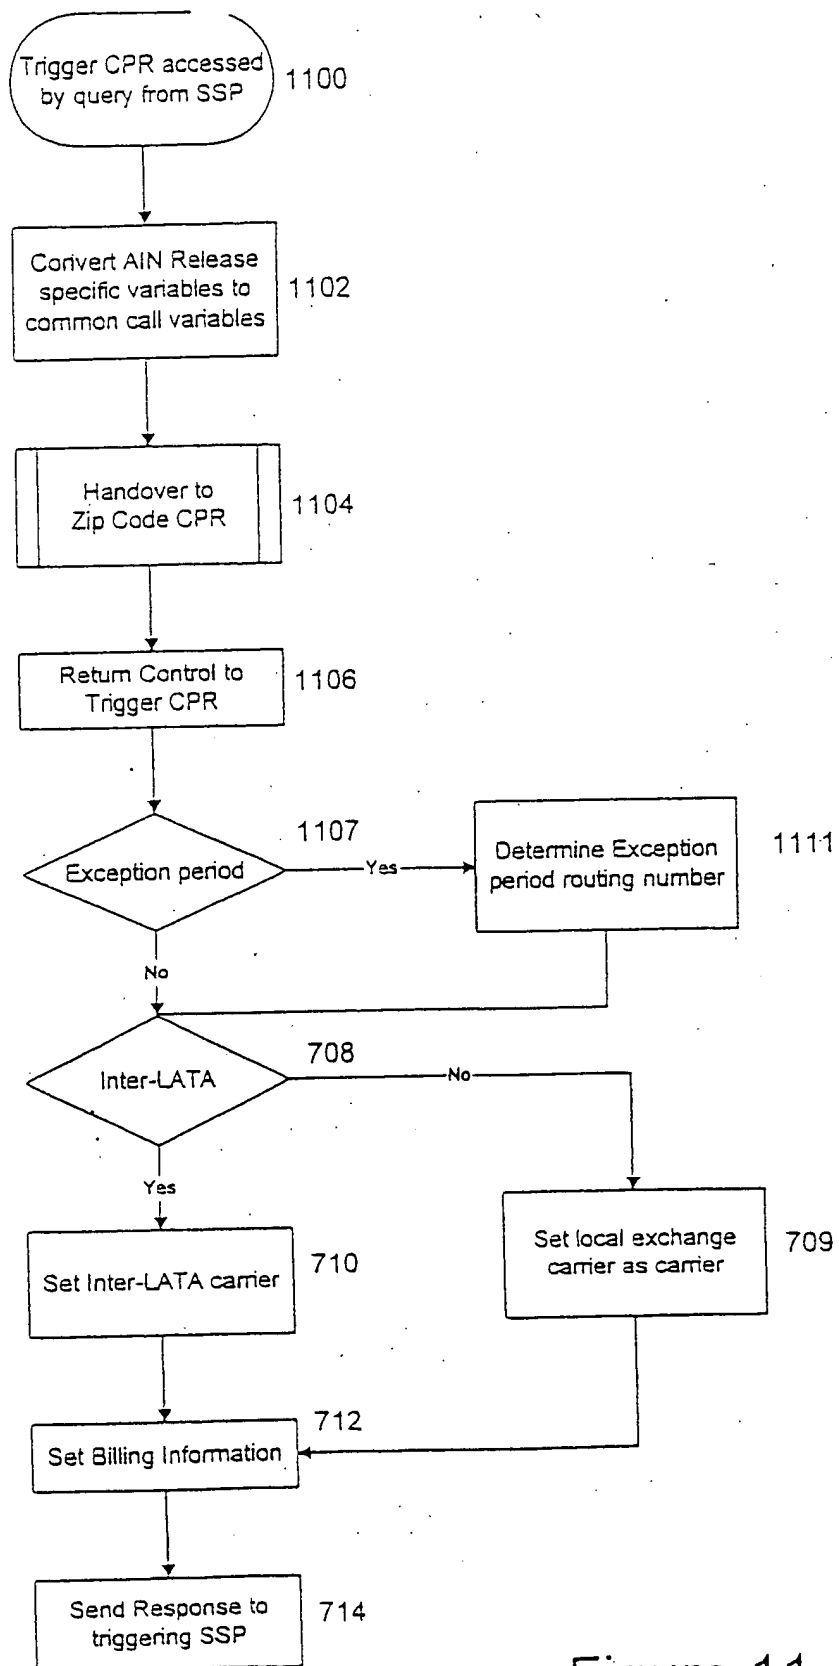 Trigger CPR accessed
by query from SSP
1100
Convert AIN Release
specific variables to
common call variables
1102
Handover to
Zip Code CPR
1104
Return Control to
Trigger CPR
1106
Exception period
1107
Yes
Determine Exception
period routing number
1111
No
Inter-LATA
708
No
Yes
Set Inter-LATA carrier
710
Set local exchange
carrier as carrier
709
Set Billing Information
712
Send Response to
triggering SSP
714
Figure 11